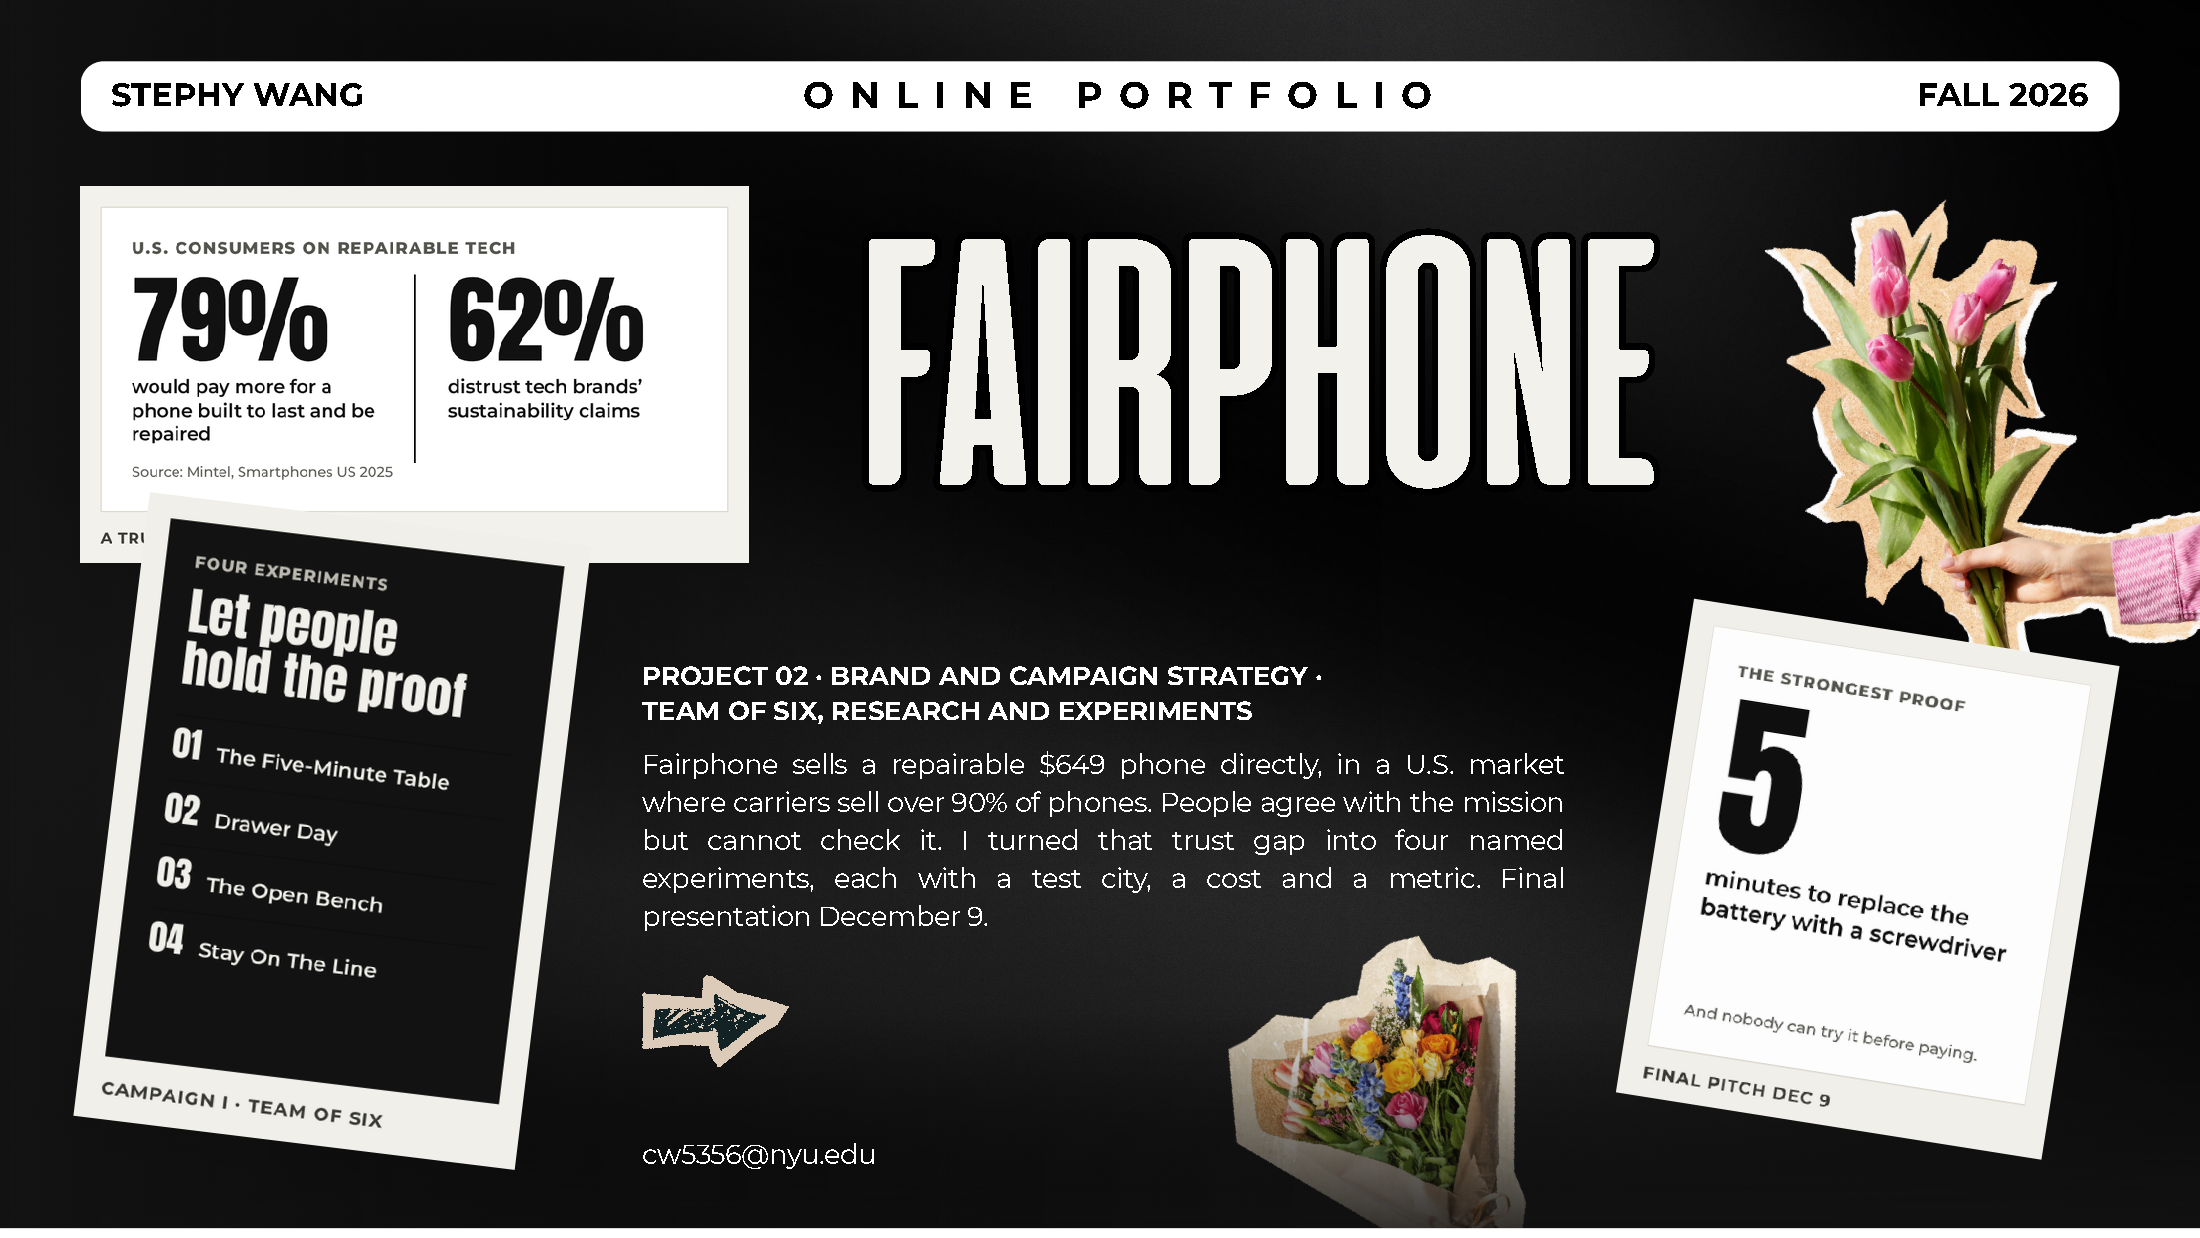 STEPHY WANG
ONLINE PORTFOLIO
FALL 2026
U.S. CONSUMERS ON REPAIRABLE TECH
79%
would pay more for a
phone built to last and be
repaired
62%
distrust tech brands’
sustainability claims
Source: Mintel, Smartphones US 2025
A
FAIRPHONE
FOUR EXPERIMENTS
Let people
hold the proof
01 The Five-Minute Table
02 Drawer Day
03 The Open Bench
04 Stay On The Line
CAMPAIGN I · TEAM OF SIX
PROJECT 02 · BRAND AND CAMPAIGN STRATEGY ·
TEAM OF SIX, RESEARCH AND EXPERIMENTS
Fairphone sells a repairable $649 phone directly, in a U.S. market
where carriers sell over 90% of phones. People agree with the mission
but cannot check it. I turned that trust gap into four named
experiments, each with a test city, a cost and a metric. Final
presentation December 9.
cw5356@nyu.edu
THE STRONGEST PROOF
5
minutes to replace the
battery with a screwdriver
And nobody can try it before paying.
FINAL PITCH DEC 9